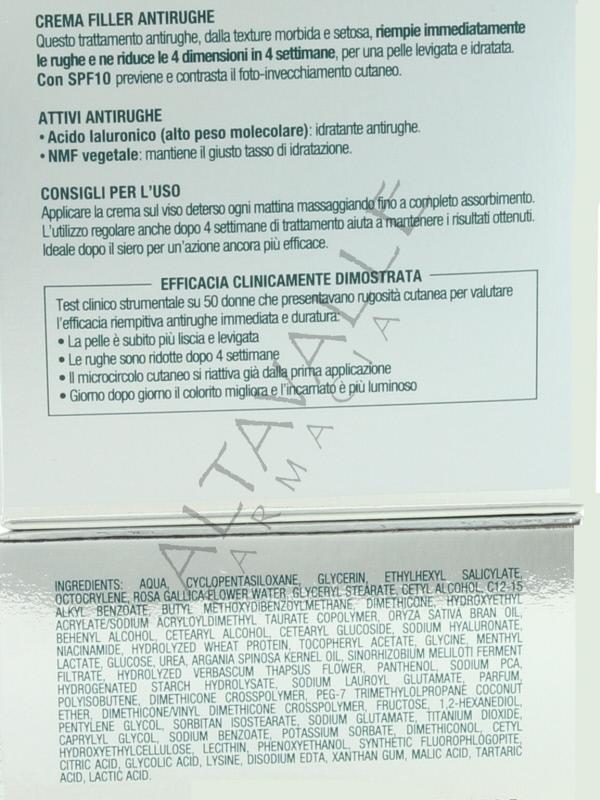 CREMA FILLER ANTIRUGHE
Questo trattamento antirughe, dalla texture morbida e setosa, riempie immediatamente
le rughe e ne riduce le 4 dimensioni in 4 settimane, per una pelle levigata e idratata.
Con SPF10 previene e contrasta il foto-invecchiamento cutaneo.
ATTIVI ANTIRUGHE
• Acido Ialuronico (alto peso molecolare): idratante antirughe.
• NMF vegetale: mantiene il giusto tasso di idratazione.
CONSIGLI PER L'USO
Applicare la crema sul viso deterso ogni mattina massaggiando fino a completo assorbimento.
L'utilizzo regolare anche dopo 4 settimane di trattamento aiuta a mantenere i risultati ottenuti.
Ideale dopo il siero per un'azione ancora più efficace.
EFFICACIA CLINICAMENTE DIMOSTRATA
Test clinico strumentale su 50 donne che presentavano rugosità cutanea per valutare
l'efficacia riempitiva antirughe immediata e duratura:
• La pelle è subito più liscia e levigata
• Le rughe sono ridotte dopo 4 settimane
• Il microcircolo cutaneo si riattiva già dalla prima applicazione
• Giorno dopo giorno il colorito migliora e l'incarnato è più luminoso
ALTAVALLE
FARMACIA
INGREDIENTS: AQUA, CYCLOPENTASILOXANE, GLYCERIN, ETHYLHEXYL SALICYLATE,
OCTOCRYLENE, ROSA GALLICA FLOWER WATER, GLYCERYL STEARATE, CETYL ALCOHOL, C12-15
ALKYL BENZOATE, BUTYL METHOXYDIBENZOYLMETHANE, DIMETHICONE, HYDROXYETHYL
ACRYLATE/SODIUM ACRYLOYLDIMETHYL TAURATE COPOLYMER, ORYZA SATIVA BRAN OIL,
BEHENYL ALCOHOL, CETEARYL ALCOHOL, CETEARYL GLUCOSIDE, SODIUM HYALURONATE,
NIACINAMIDE, HYDROLYZED WHEAT PROTEIN, TOCOPHERYL ACETATE, GLYCINE, MENTHYL
LACTATE, GLUCOSE, UREA, ARGANIA SPINOSA KERNEL OIL, SINORHIZOBIUM MELILOTI FERMENT
FILTRATE, HYDROLYZED VERBASCUM THAPSUS FLOWER, PANTHENOL, SODIUM PCA,
HYDROGENATED STARCH HYDROLYSATE, SODIUM LAUROYL GLUTAMATE, PARFUM,
POLYISOBUTENE, DIMETHICONE CROSSPOLYMER, PEG-7 TRIMETHYLOLPROPANE COCONUT
ETHER, DIMETHICONE/VINYL DIMETHICONE CROSSPOLYMER, FRUCTOSE, 1,2-HEXANEDIOL,
PENTYLENE GLYCOL, SORBITAN ISOSTEARATE, SODIUM GLUTAMATE, TITANIUM DIOXIDE,
CAPRYLYL GLYCOL, SODIUM BENZOATE, POTASSIUM SORBATE, DIMETHICONOL, CETYL
HYDROXYETHYLCELLULOSE, LECITHIN, PHENOXYETHANOL, SYNTHETIC FLUOROPHLOGOPITE,
CITRIC ACID, GLYCOLIC ACID, LYSINE, DISODIUM EDTA, XANTHAN GUM, MALIC ACID, TARTARIC
ACID, LACTIC ACID.